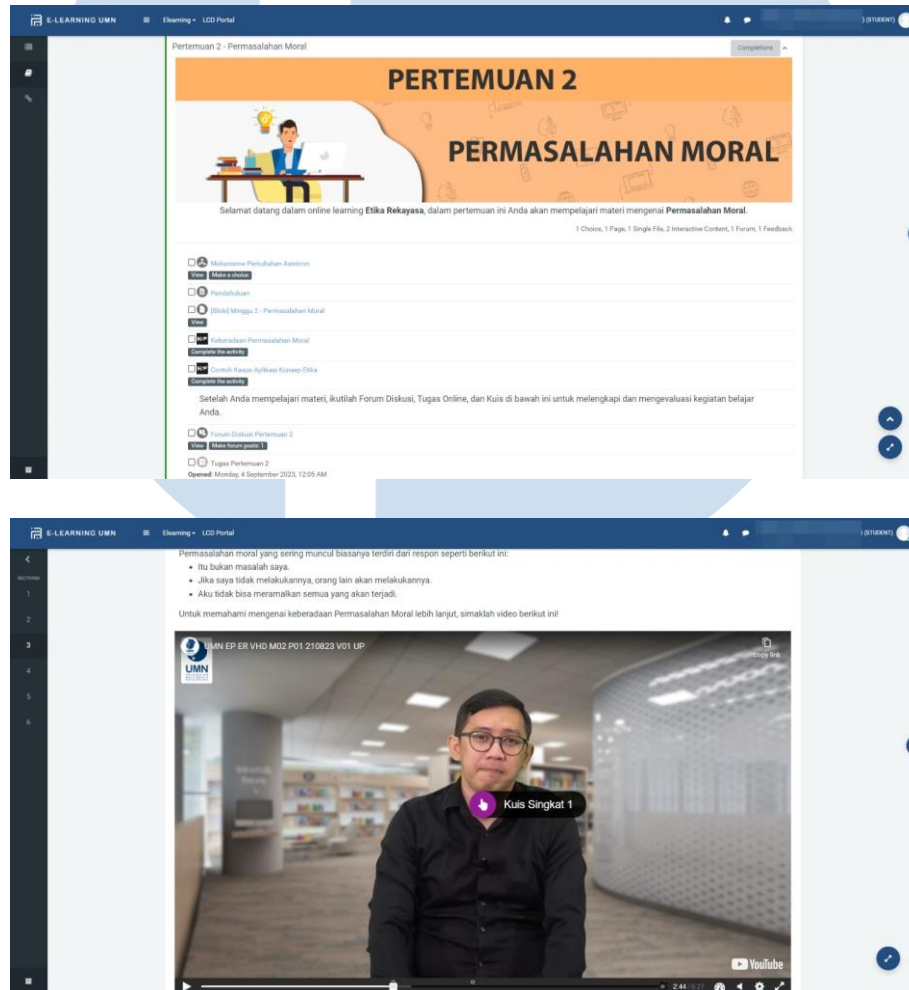 E-LEARNING UMN
Elearning
LCD Portal
) (STUDENT)
Pertemuan 2 - Permasalahan Moral
Completions
PERTEMUAN 2
PERMASALAHAN MORAL
Selamat datang dalam online learning Etika Rekayasa, dalam pertemuan ini Anda akan mempelajari materi mengenai Permasalahan Moral.
1 Choice, 1 Page, 1 Single File, 2 Interactive Content, 1 Forum, 1 Feedback
Mekanisme Perkuliahan Asinkron
View Make a choice
Pendahuluan
[Slide] Minggu 2 - Permasalahan Moral
View
Keberadaan Permasalahan Moral
Complete the activity
Contoh Kasus Aplikasi Konsep Etika
Complete the activity
Setelah Anda mempelajari materi, ikutilah Forum Diskusi, Tugas Online, dan Kuis di bawah ini untuk melengkapi dan mengevaluasi kegiatan belajar
Anda.
Forum Diskusi Pertemuan 2
View Make forum posts: 1
Tugas Pertemuan 2
Opened: Monday, 4 September 2023, 12:05 AM
E-LEARNING UMN
Elearning
LCD Portal
(STUDENT)
SECTIONS
1
2
3
4
5
6
Permasalahan moral yang sering muncul biasanya terdiri dari respon seperti berikut ini:
• Itu bukan masalah saya.
• Jika saya tidak melakukannya, orang lain akan melakukannya.
• Aku tidak bisa meramalkan semua yang akan terjadi.
Untuk memahami mengenai keberadaan Permasalahan Moral lebih lanjut, simaklah video berikut ini!
UMN EP ER VHD M02 P01 210823 V01 UP
Copy link
UMN
Kuis Singkat 1
YouTube
2:44